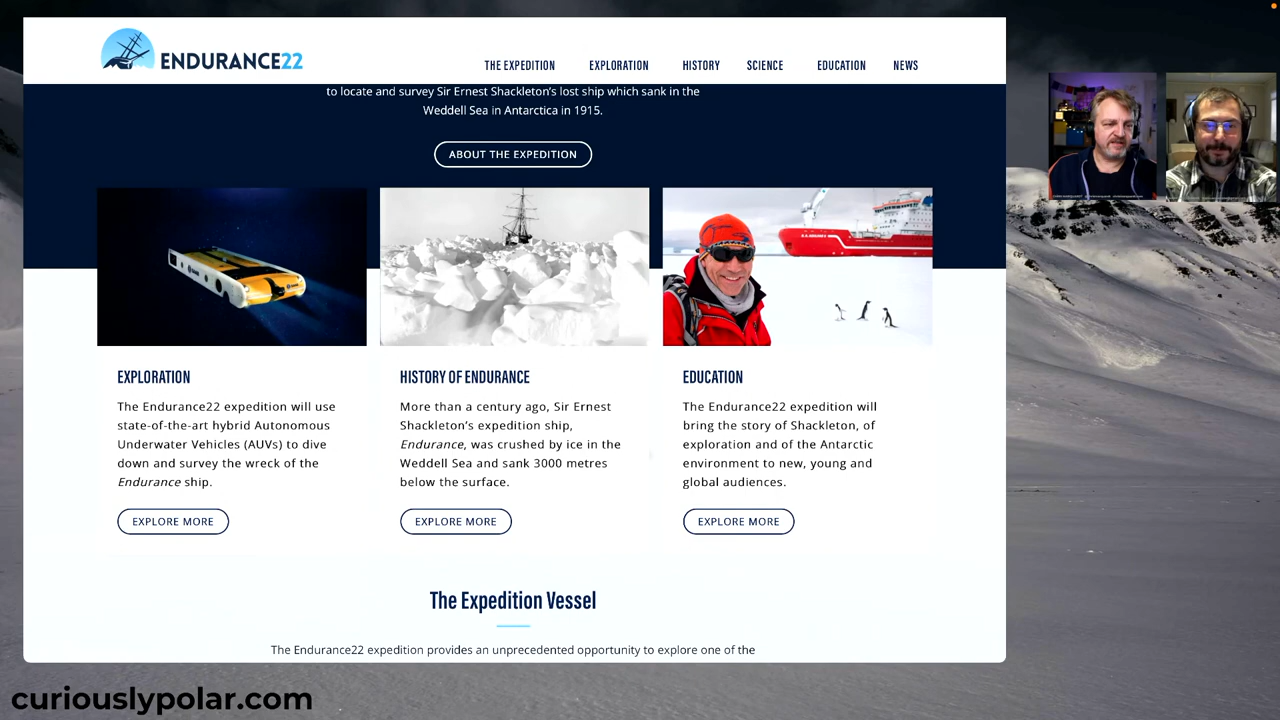 ENDURANCE22
THE EXPEDITION EXPLORATION HISTORY SCIENCE EDUCATION NEWS
to locate and survey Sir Ernest Shackleton’s lost ship which sank in the
Weddell Sea in Antarctica in 1915.
ABOUT THE EXPEDITION
EXPLORATION
The Endurance22 expedition will use
state-of-the-art hybrid Autonomous
Underwater Vehicles (AUVs) to dive
down and survey the wreck of the
Endurance ship.
EXPLORE MORE
HISTORY OF ENDURANCE
More than a century ago, Sir Ernest
Shackleton’s expedition ship,
Endurance, was crushed by ice in the
Weddell Sea and sank 3000 metres
below the surface.
EXPLORE MORE
EDUCATION
The Endurance22 expedition will
bring the story of Shackleton, of
exploration and of the Antarctic
environment to new, young and
global audiences.
EXPLORE MORE
The Expedition Vessel
The Endurance22 expedition provides an unprecedented opportunity to explore one of the
curiouslypolar.com